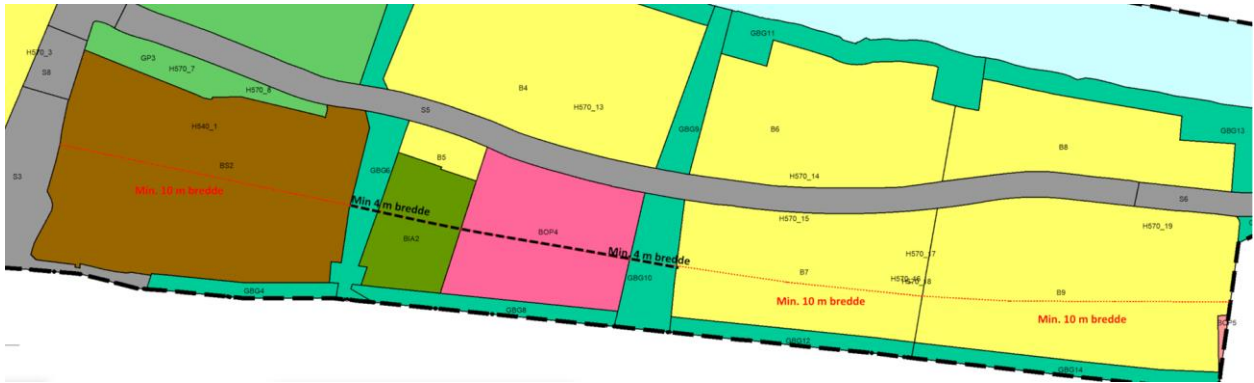 H570_3
S8
GP3
H570_7
H570_8
H540_1
BS2
Min. 10 m bredde
S3
GBG4
GBG6
Min 4 m bredde
BIA2
B5
S5
B4
H570_13
BOP4
Min. 4 m bredde
GBG8
GBG9
GBG10
GBG11
B6
H570_14
H570_15
B7
Min. 10 m bredde
GBG12
H570_17
B8
GBG13
S6
H570_19
B9
Min. 10 m bredde
GBG14